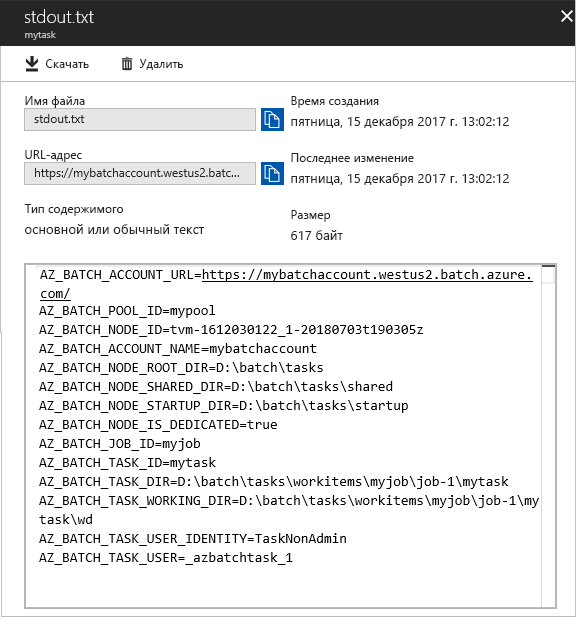 stdout.txt
mytask
Скачать
Удалить
Имя файла
stdout.txt
Время создания
пятница, 15 декабря 2017 г. 13:02:12
URL-адрес
https://mybatchaccount.westus2.batc...
Последнее изменение
пятница, 15 декабря 2017 г. 13:02:12
Тип содержимого
основной или обычный текст
Размер
617 байт
AZ_BATCH_ACCOUNT_URL=https://mybatchaccount.westus2.batch.azure.
com/
AZ_BATCH_POOL_ID=mypool
AZ_BATCH_NODE_ID=tvm-1612030122_1-20180703t190305z
AZ_BATCH_ACCOUNT_NAME=mybatchaccount
AZ_BATCH_NODE_ROOT_DIR=D:\batch\tasks
AZ_BATCH_NODE_SHARED_DIR=D:\batch\tasks\shared
AZ_BATCH_NODE_STARTUP_DIR=D:\batch\tasks\startup
AZ_BATCH_NODE_IS_DEDICATED=true
AZ_BATCH_JOB_ID=myjob
AZ_BATCH_TASK_ID=mytask
AZ_BATCH_TASK_DIR=D:\batch\tasks\workitems\myjob\job-1\mytask
AZ_BATCH_TASK_WORKING_DIR=D:\batch\tasks\workitems\myjob\job-1\my
task\wd
AZ_BATCH_TASK_USER_IDENTITY=TaskNonAdmin
AZ_BATCH_TASK_USER=_azbatchtask_1